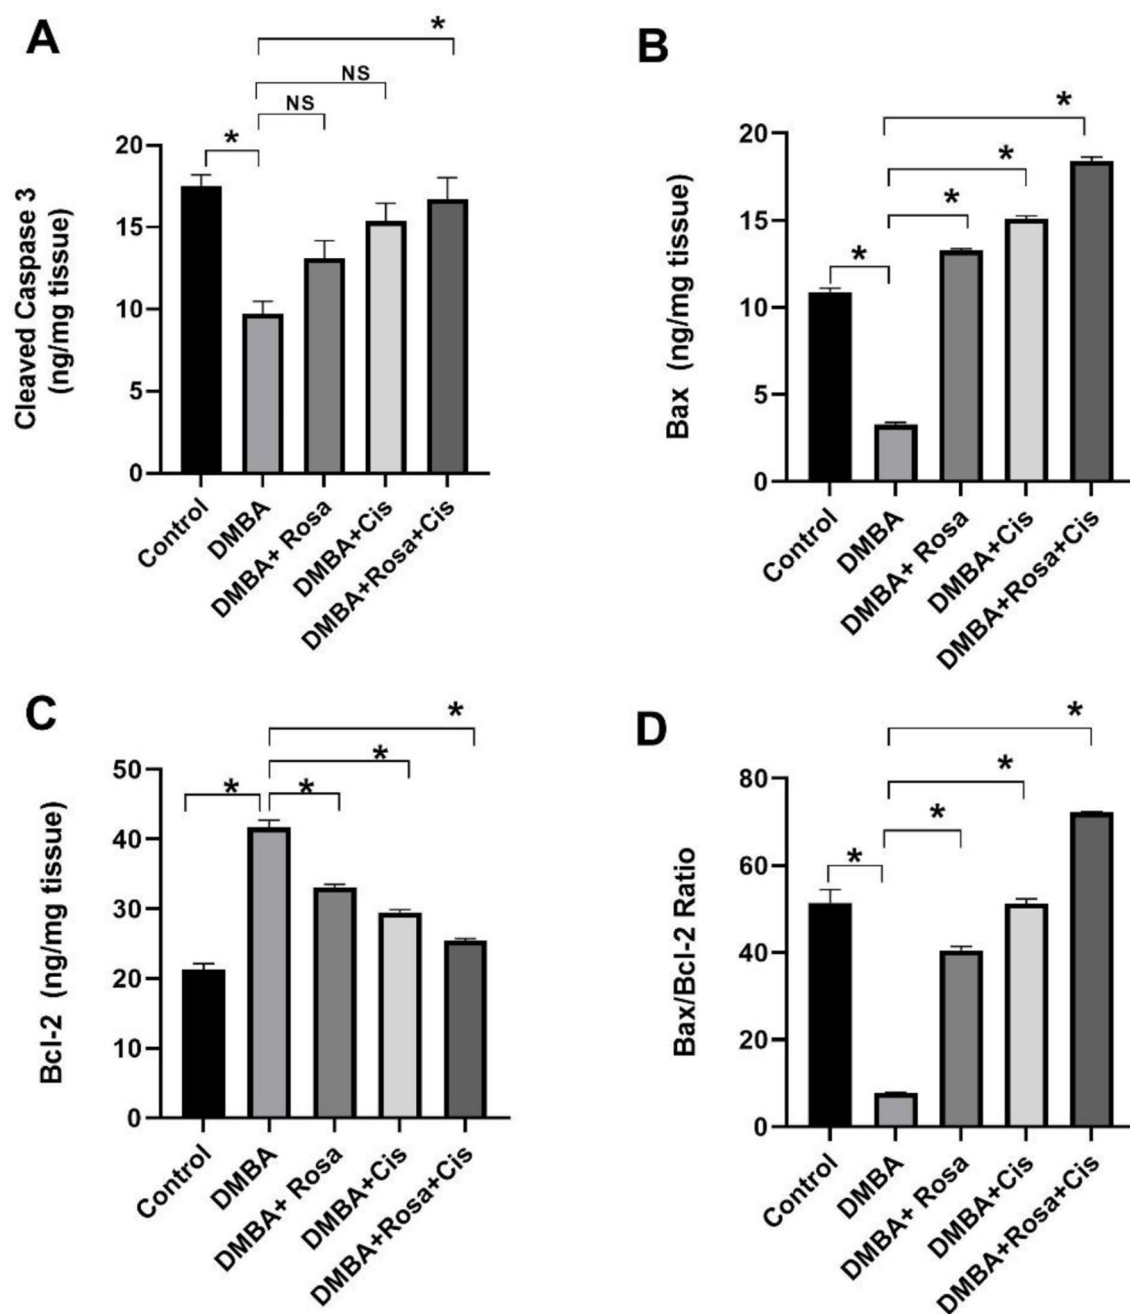 A
*
NS
NS
*
Cleaved Caspase 3
(ng/mg tissue)
20
15
10
5
0
Control
DMBA
DMBA+ Rosa
DMBA+Cis
DMBA+Rosa+Cis
B
*
*
*
*
Bax (ng/mg tissue)
20
15
10
5
0
Control
DMBA
DMBA+ Rosa
DMBA+Cis
DMBA+Rosa+Cis
C
*
*
*
*
Bcl-2 (ng/mg tissue)
50
40
30
20
10
0
Control
DMBA
DMBA+ Rosa
DMBA+Cis
DMBA+Rosa+Cis
D
*
*
*
*
Bax/Bcl-2 Ratio
80
60
40
20
0
Control
DMBA
DMBA+ Rosa
DMBA+Cis
DMBA+Rosa+Cis